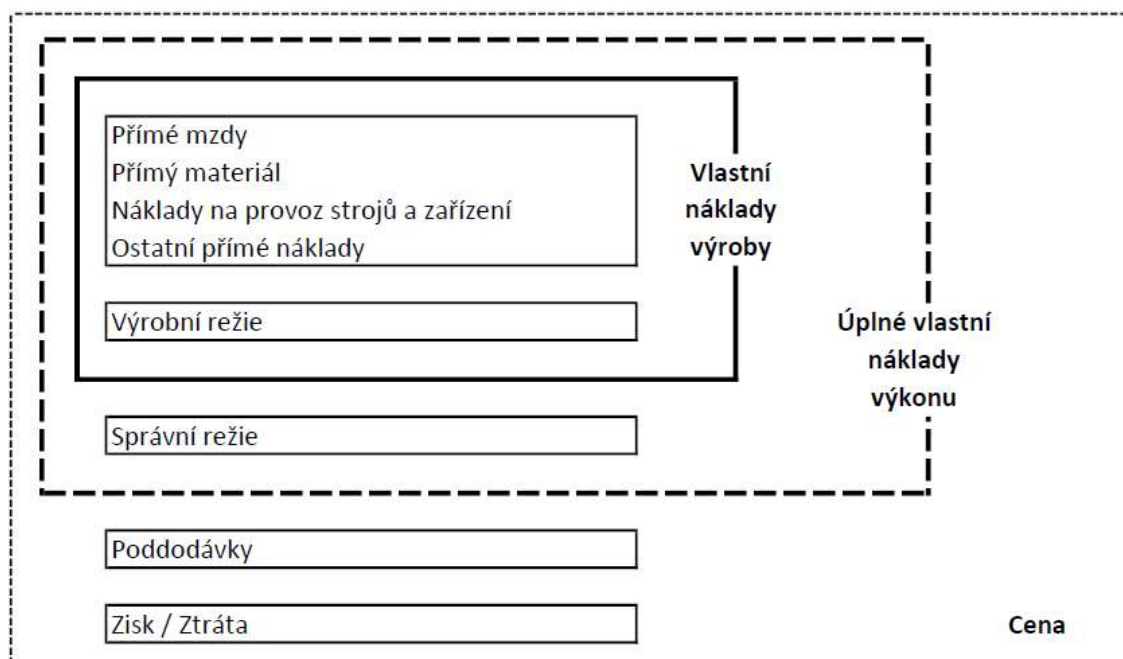 Přímé mzdy
Přímý materiál
Náklady na provoz strojů a zařízení
Ostatní přímé náklady
Vlastní
náklady
výroby
Výrobní režie
Úplné vlastní
náklady
výkonu
Správní režie
Poddodávky
Zisk / Ztráta
Cena